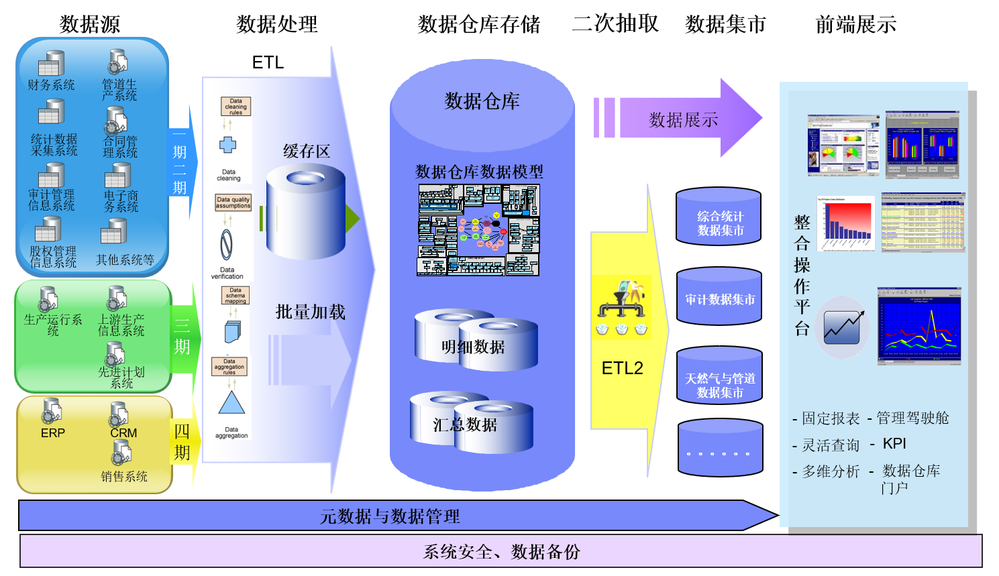 数据源
数据处理
数据仓库存储
二次抽取
数据集市
前端展示
财务系统
管道生
产系统
统计数据
采集系统
合同管
理系统
审计管理
信息系统
电子商
务系统
股权管理
信息系统
其他系统等
一
期
二
期
生产运行系
统
上游生产
信息系统
先进计划
系统
三
期
ERP
CRM
销售系统
四
期
ETL
Data
cleaning
rules
Data
cleaning
Data quality
assumptions
Data
verification
Data
schema
mapping
Data
aggregation
rules
Data
aggregation
缓存区
批量加载
数据仓库
数据仓库数据模型
明细数据
汇总数据
数据展示
ETL2
综合统计
数据集市
审计数据集市
天然气与管道
数据集市
。。。。。。
整
合
操
作
平
台
- 固定报表
- 管理驾驶舱
- 灵活查询
- KPI
- 多维分析
- 数据仓库
门户
元数据与数据管理
系统安全、数据备份